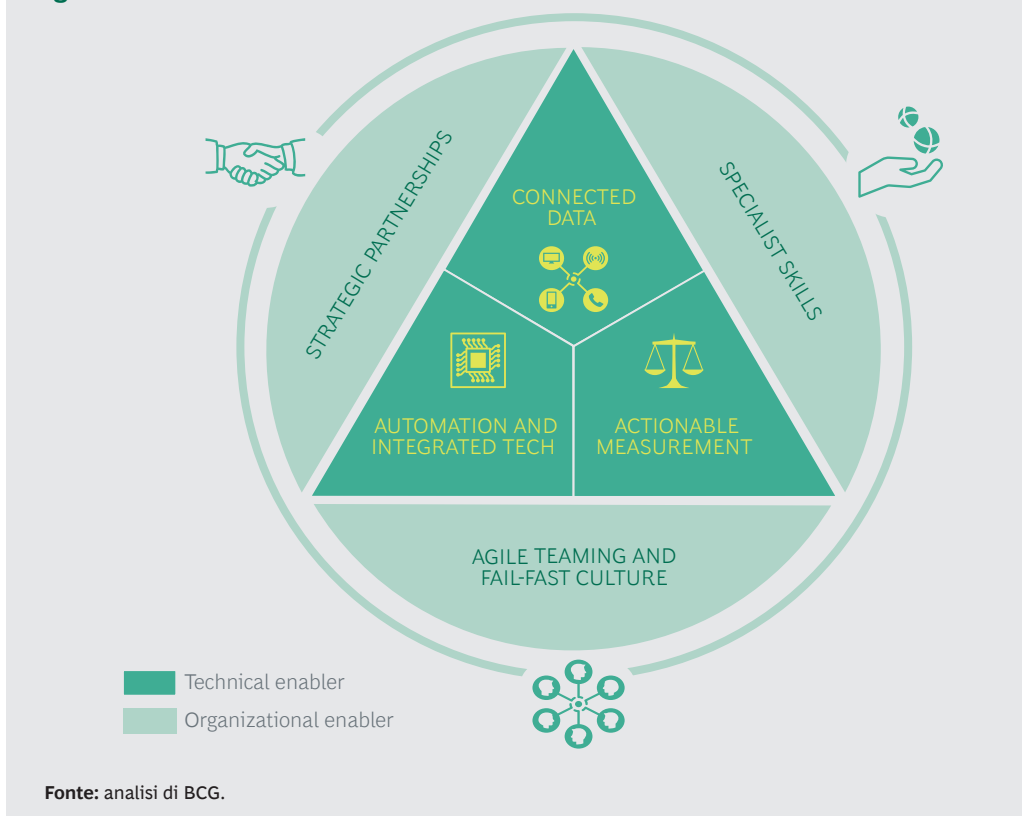 STRATEGIC PARTNERSHIPS
SPECIALIST SKILLS
CONNECTED
DATA
AUTOMATION AND
INTEGRATED TECH
ACTIONABLE
MEASUREMENT
AGILE TEAMING AND
FAIL-FAST CULTURE
Technical enabler
Organizational enabler
Fonte: analisi di BCG.